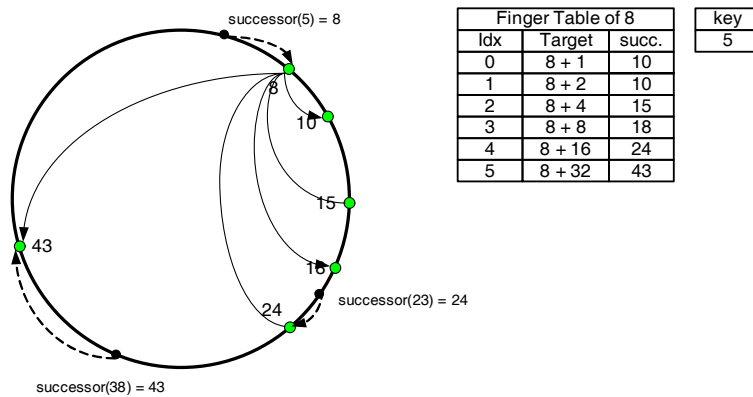 successor(5) = 8
Finger Table of 8
key
Idx Target succ.
5
0 8 + 1 10
1 8 + 2 10
2 8 + 4 15
3 8 + 8 18
4 8 + 16 24
5 8 + 32 43
8
10
15
43
16
successor(23) = 24
24
successor(38) = 43